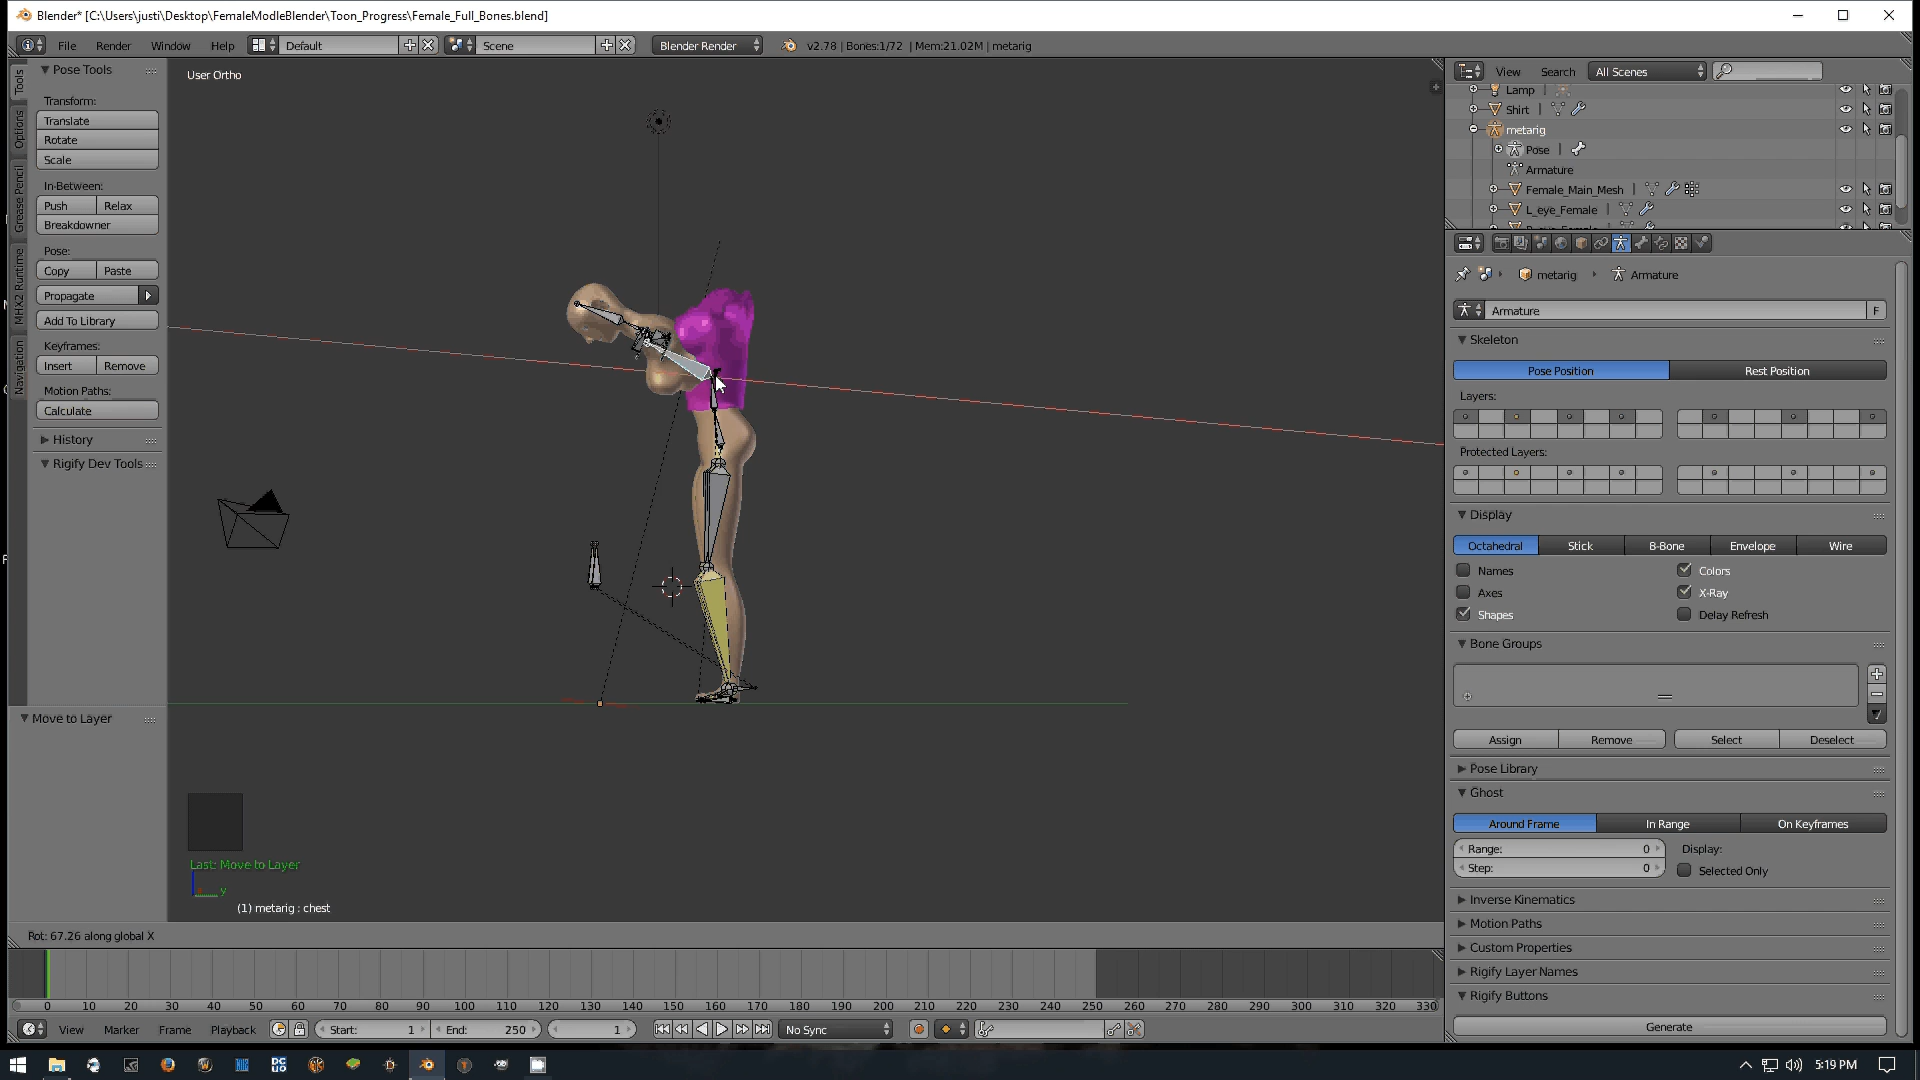 Blender* [C:\Users\justi\Desktop\FemaleModleBlender\Toon_Progress\Female_Full_Bones.blend]
File Render Window Help Default Scene Blender Render v2.78 | Bones:1/72 | Mem:21.02M | metarig
Tools
Options
Grease Pencil
MHX2 Runtime
Navigation
Pose Tools
Transform:
Translate
Rotate
Scale
In-Between:
Push Relax
Breakdowner
Pose:
Copy Paste
Propagate
Add To Library
Keyframes:
Insert Remove
Motion Paths:
Calculate
History
Rigify Dev Tools
Move to Layer
User Ortho
Last: Move to Layer
y
(1) metarig : chest
Rot: 67.26 along global X
View Search All Scenes
Lamp
Shirt
metarig
Pose
Armature
Female_Main_Mesh
L_eye_Female
metarig Armature
Armature F
Skeleton
Pose Position Rest Position
Layers:
Protected Layers:
Display
Octahedral Stick B-Bone Envelope Wire
Names Colors
Axes X-Ray
Shapes Delay Refresh
Bone Groups
Assign Remove Select Deselect
Pose Library
Ghost
Around Frame In Range On Keyframes
Range: 0 Display:
Step: 0 Selected Only
Inverse Kinematics
Motion Paths
Custom Properties
Rigify Layer Names
Rigify Buttons
Generate
0 10 20 30 40 50 60 70 80 90 100 110 120 130 140 150 160 170 180 190 200 210 220 230 240 250 260 270 280 290 300 310 320 330
View Marker Frame Playback Start: 1 End: 250 1 No Sync
5:19 PM